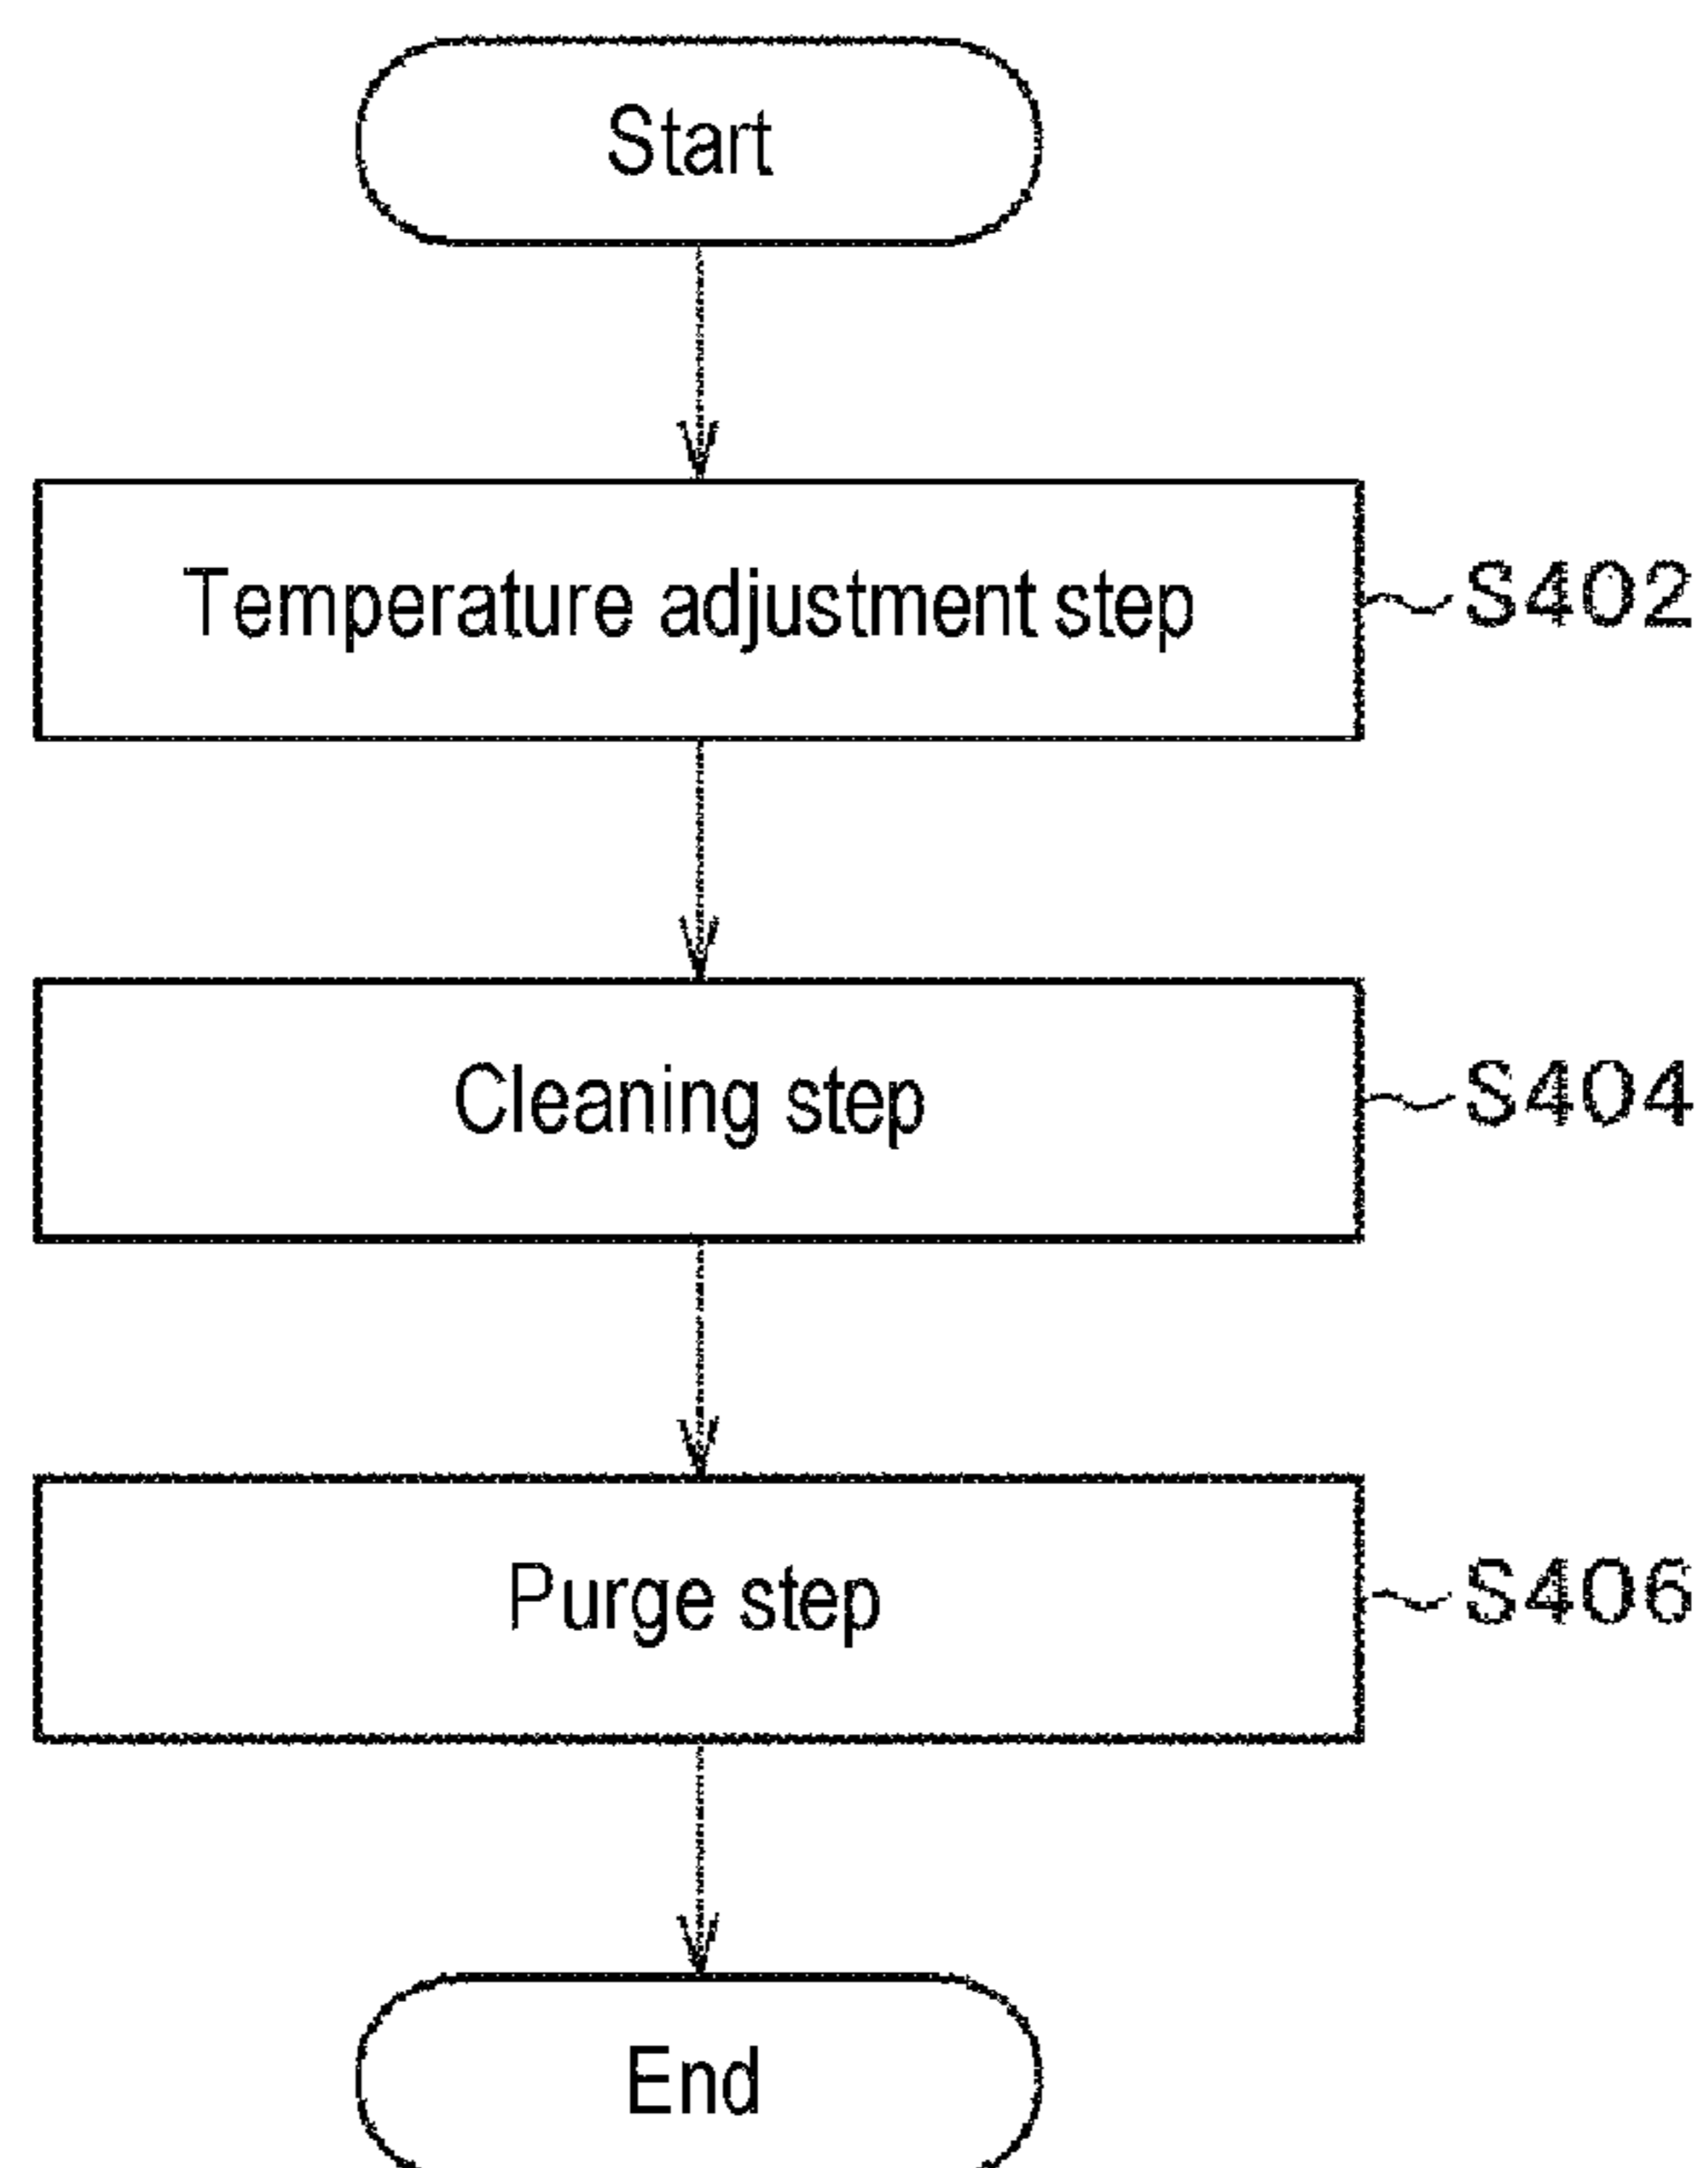 Start
Temperature adjustment step
S402
Cleaning step
S404
Purge step
S406
End